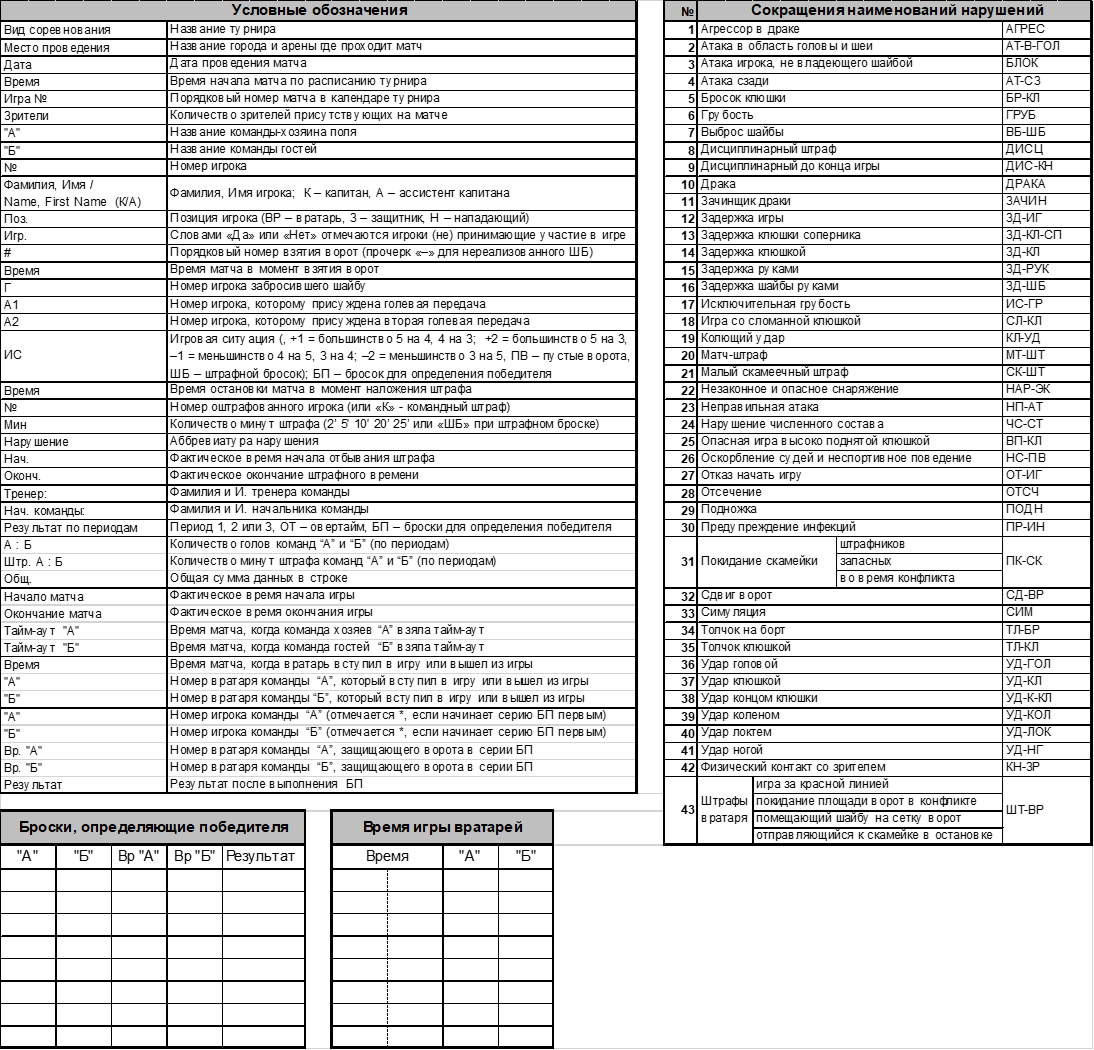 Условные обозначения
Вид соревнования Название турнира
Место проведения Название города и арены где проходит матч
Дата Дата проведения матча
Время Время начала матча по расписанию турнира
Игра № Порядковый номер матча в календаре турнира
Зрители Количество зрителей присутствующих на матче
"А" Название команды-хозяина поля
"Б" Название команды гостей
№ Номер игрока
Фамилия, Имя /
Name, First Name (К/А) Фамилия, Имя игрока; К – капитан, А – ассистент капитана
Поз. Позиция игрока (ВР – вратарь, З – защитник, Н – нападающий)
Игр. Словами «Да» или «Нет» отмечаются игроки (не) принимающие участие в игре
# Порядковый номер взятия ворот (прочерк «–» для нереализованного ШБ)
Время Время матча в момент взятия ворот
Г Номер игрока забросившего шайбу
А1 Номер игрока, которому присуждена голевая передача
А2 Номер игрока, которому присуждена вторая голевая передача
ИС Игровая ситуация (, +1 = большинство 5 на 4, 4 на 3; +2 = большинство 5 на 3,
–1 = меньшинство 4 на 5, 3 на 4; –2 = меньшинство 3 на 5, ПВ – пустые ворота,
ШБ – штрафной бросок); БП – бросок для определения победителя
Время Время остановки матча в момент наложения штрафа
№ Номер оштрафованного игрока (или «К» - командный штраф)
Мин Количество минут штрафа (2' 5' 10' 20' 25' или «ШБ» при штрафном броске)
Нарушение Аббревиатура нарушения
Нач. Фактическое время начала отбывания штрафа
Оконч. Фактическое окончание штрафного времени
Тренер: Фамилия и И. тренера команды
Нач. команды: Фамилия и И. начальника команды
Результат по периодам Период 1, 2 или 3, ОТ – овертайм, БП – броски для определения победителя
А : Б Количество голов команд “А” и “Б” (по периодам)
Штр. А : Б Количество минут штрафа команд “А” и “Б” (по периодам)
Общ. Общая сумма данных в строке
Начало матча Фактическое время начала игры
Окончание матча Фактическое время окончания игры
Тайм-аут "А" Время матча, когда команда хозяев “А” взяла тайм-аут
Тайм-аут "Б" Время матча, когда команда гостей “Б” взяла тайм-аут
Время Время матча, когда вратарь вступил в игру или вышел из игры
"А" Номер вратаря команды “А”, который вступил в игру или вышел из игры
"Б" Номер вратаря команды “Б”, который вступил в игру или вышел из игры
"А" Номер игрока команды “А” (отмечается *, если начинает серию БП первым)
"Б" Номер игрока команды “Б” (отмечается *, если начинает серию БП первым)
Вр. "А" Номер вратаря команды “А”, защищающего ворота в серии БП
Вр. "Б" Номер вратаря команды “Б”, защищающего ворота в серии БП
Результат Результат после выполнения БП
№ Сокращения наименований нарушений
1 Агрессор в драке АГРЕС
2 Атака в область головы и шеи АТ-В-ГОЛ
3 Атака игрока, не владеющего шайбой БЛОК
4 Атака сзади АТ-СЗ
5 Бросок клюшки БР-КЛ
6 Грубость ГРУБ
7 Выброс шайбы ВБ-ШБ
8 Дисциплинарный штраф ДИСЦ
9 Дисциплинарный до конца игры ДИС-КН
10 Драка ДРАКА
11 Зачинщик драки ЗАЧИН
12 Задержка игры ЗД-ИГ
13 Задержка клюшки соперника ЗД-КЛ-СП
14 Задержка клюшкой ЗД-КЛ
15 Задержка руками ЗД-РУК
16 Задержка шайбы руками ЗД-ШБ
17 Исключительная грубость ИС-ГР
18 Игра со сломанной клюшкой СЛ-КЛ
19 Колющий удар КЛ-УД
20 Матч-штраф МТ-ШТ
21 Малый скамеечный штраф СК-ШТ
22 Незаконное и опасное снаряжение НАР-ЭК
23 Неправильная атака НП-АТ
24 Нарушение численного состава ЧС-СТ
25 Опасная игра высоко поднятой клюшкой ВП-КЛ
26 Оскорбление судей и неспортивное поведение НС-ПВ
27 Отказ начать игру ОТ-ИГ
28 Отсечение ОТСЧ
29 Подножка ПОДН
30 Предупреждение инфекций ПР-ИН
31 Покидание скамейки штрафников ПК-СК
запасных
во время конфликта
32 Сдвиг ворот СД-ВР
33 Симуляция СИМ
34 Толчок на борт ТЛ-БР
35 Толчок клюшкой ТЛ-КЛ
36 Удар головой УД-ГОЛ
37 Удар клюшкой УД-КЛ
38 Удар концом клюшки УД-К-КЛ
39 Удар коленом УД-КОЛ
40 Удар локтем УД-ЛОК
41 Удар ногой УД-НГ
42 Физический контакт со зрителем КН-ЗР
43 Штрафы вратаря игра за красной линией ШТ-ВР
покидание площади ворот в конфликте
помещающий шайбу на сетку ворот
отправляющийся к скамейке в остановке
Броски, определяющие победителя
"А" "Б" Вр "А" Вр "Б" Результат
Время игры вратарей
Время "А" "Б"